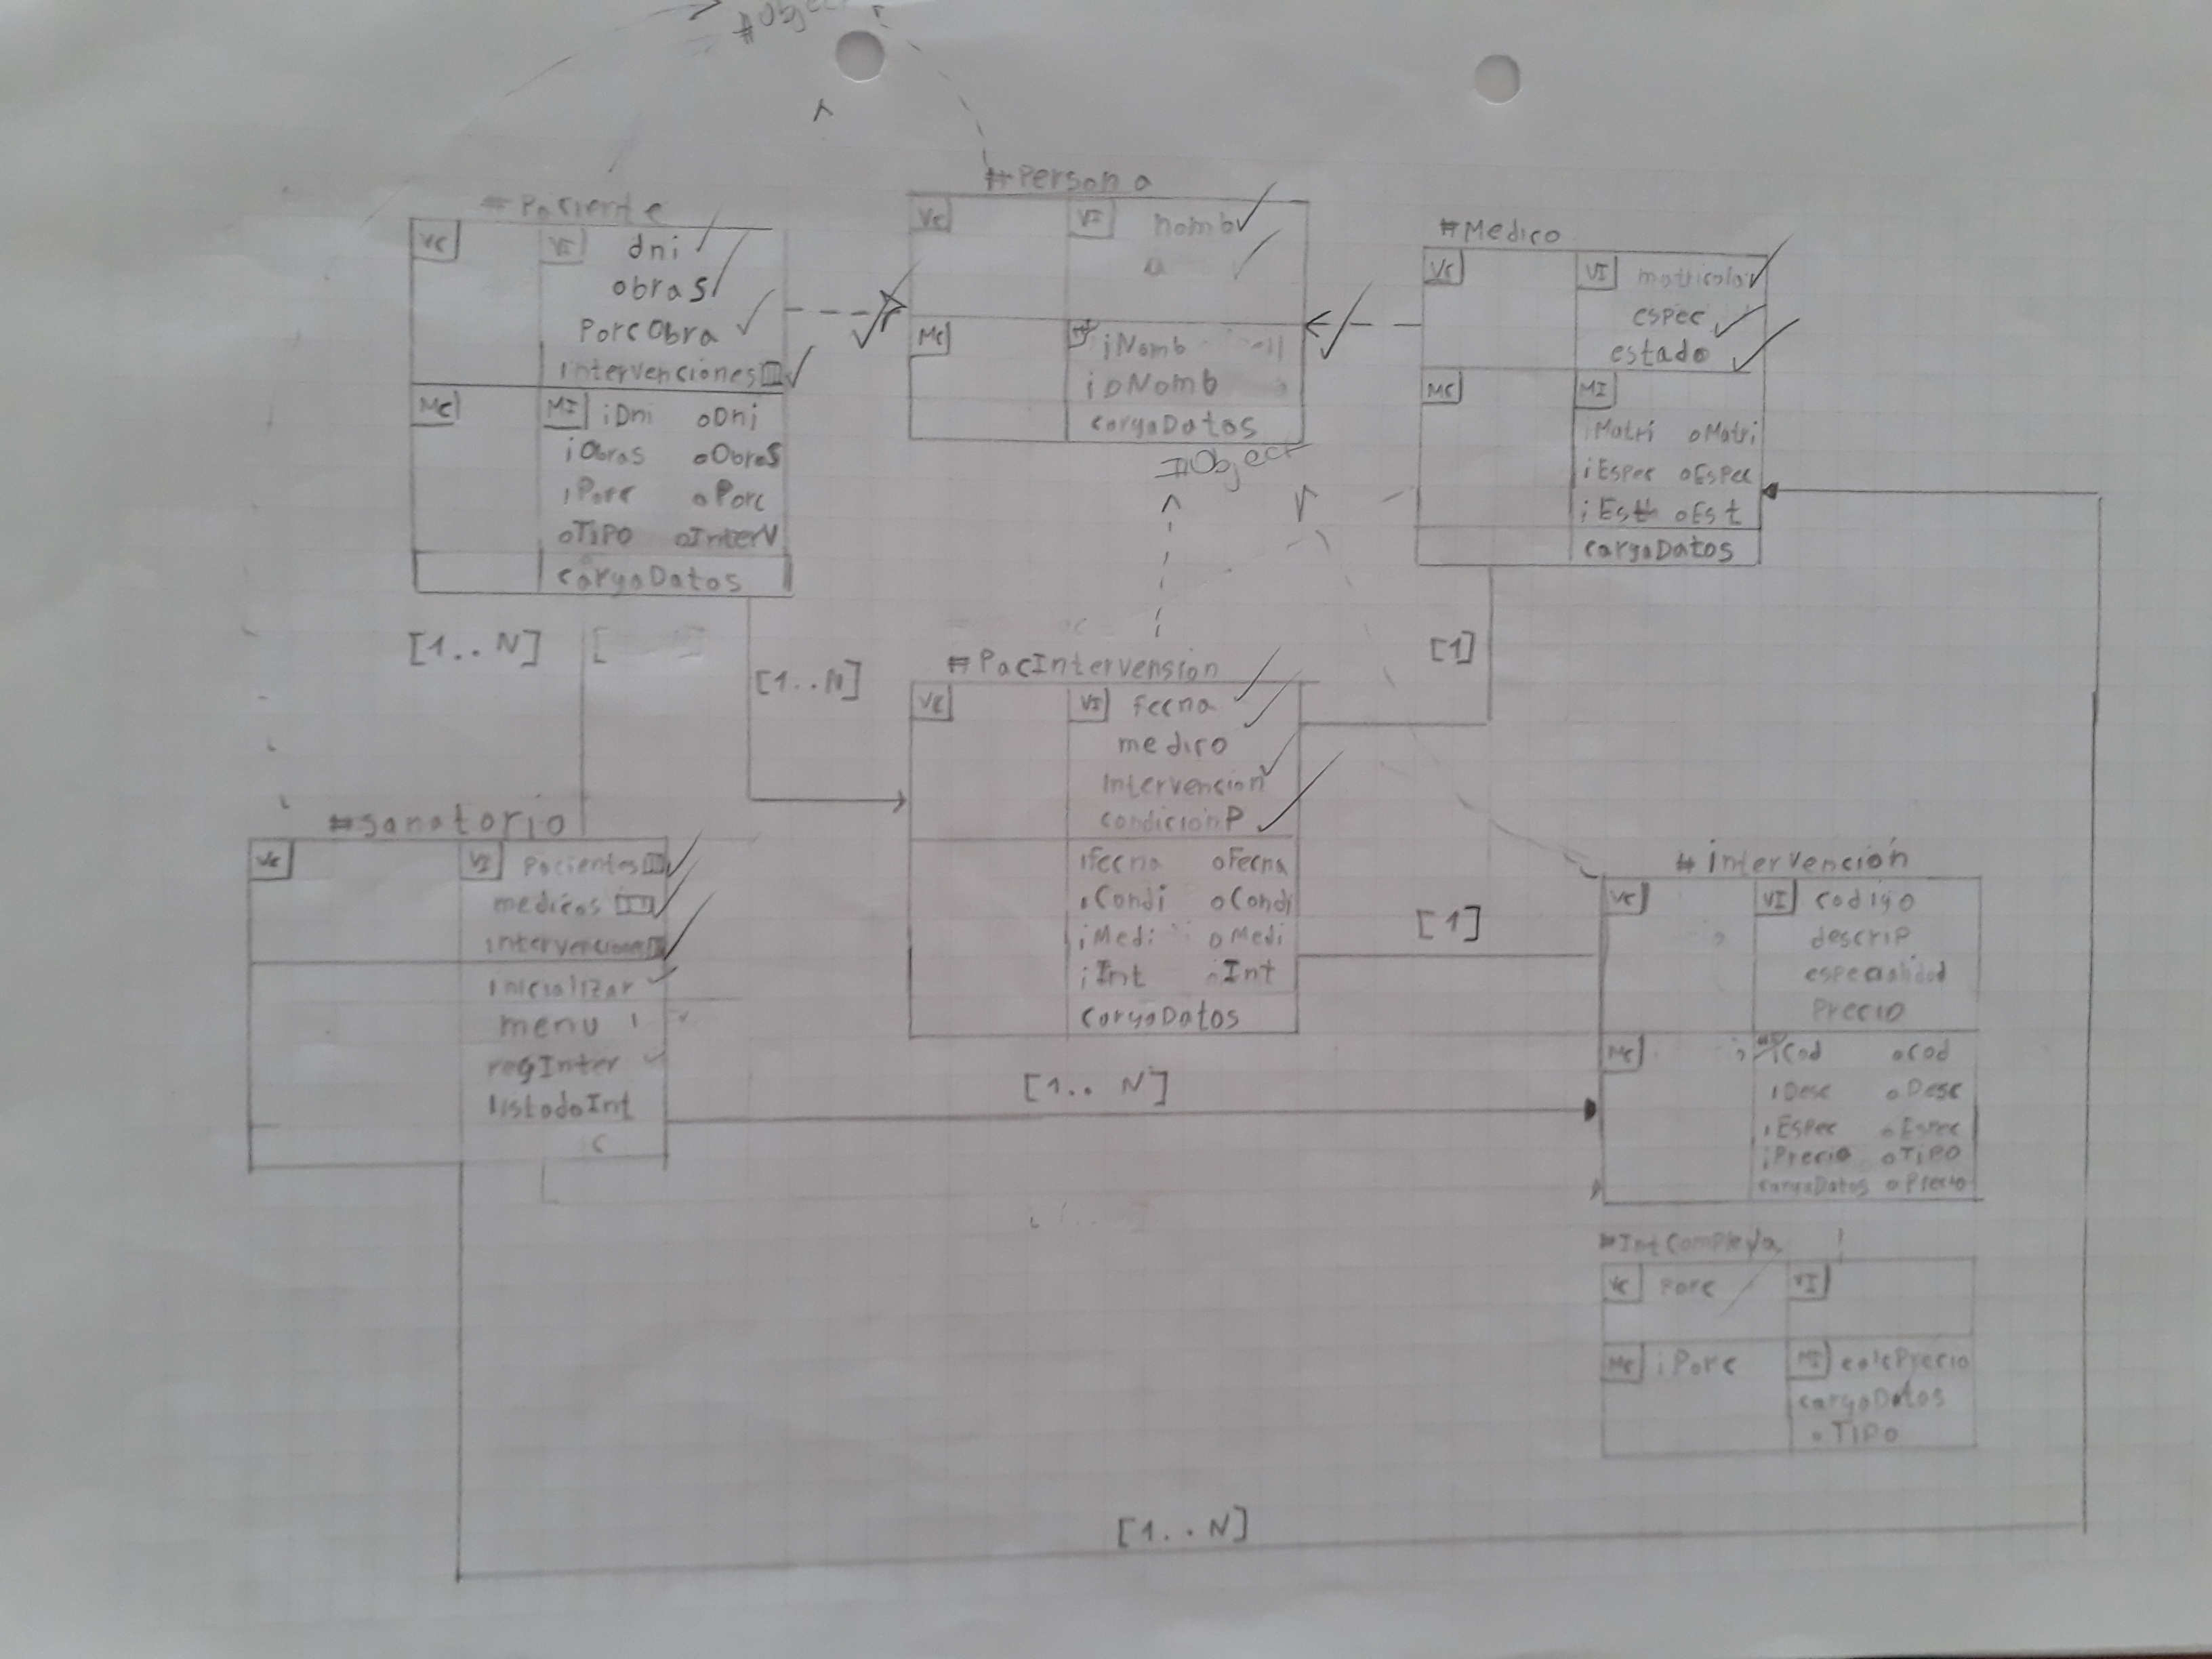 #Object
#Paciente
VC
VI
dni
obraS
PorcObra
intervenciones
MC
MI
iDni oDni
iObraS oObraS
iPorc oPorc
oTIPO oInterV
cargaDatos
#Persona
VC
VI
nomb
MC
iNomb
oNomb
cargaDatos
#Object
#Medico
VC
VI
matricula
espec
estado
MC
MI
iMatri oMatri
iEspec oEspec
iEst oEst
cargaDatos
[1..N]
[
[1..N]
[1]
#PacIntervension
VC
VI
fecha
medico
intervencion
condicionP
ifecha oFecha
iCondi oCondi
iMedi oMedi
iInt oInt
cargaDatos
#sanatorio
VC
VI
Pacientes
medicos
intervenciones
inicializar
menu
regInter
listadoInt
[1]
[1..N]
#intervención
VC
VI
codigo
descrip
especialidad
Precio
MC
iCod oCod
iDesc oDesc
iEspec oEspec
iPrecio oTIPO
cargaDatos oPrecio
#IntCompleja
VC
Porc
VI
MC
iPorc
MI
calcPrecio
cargaDatos
oTIPO
[1..N]